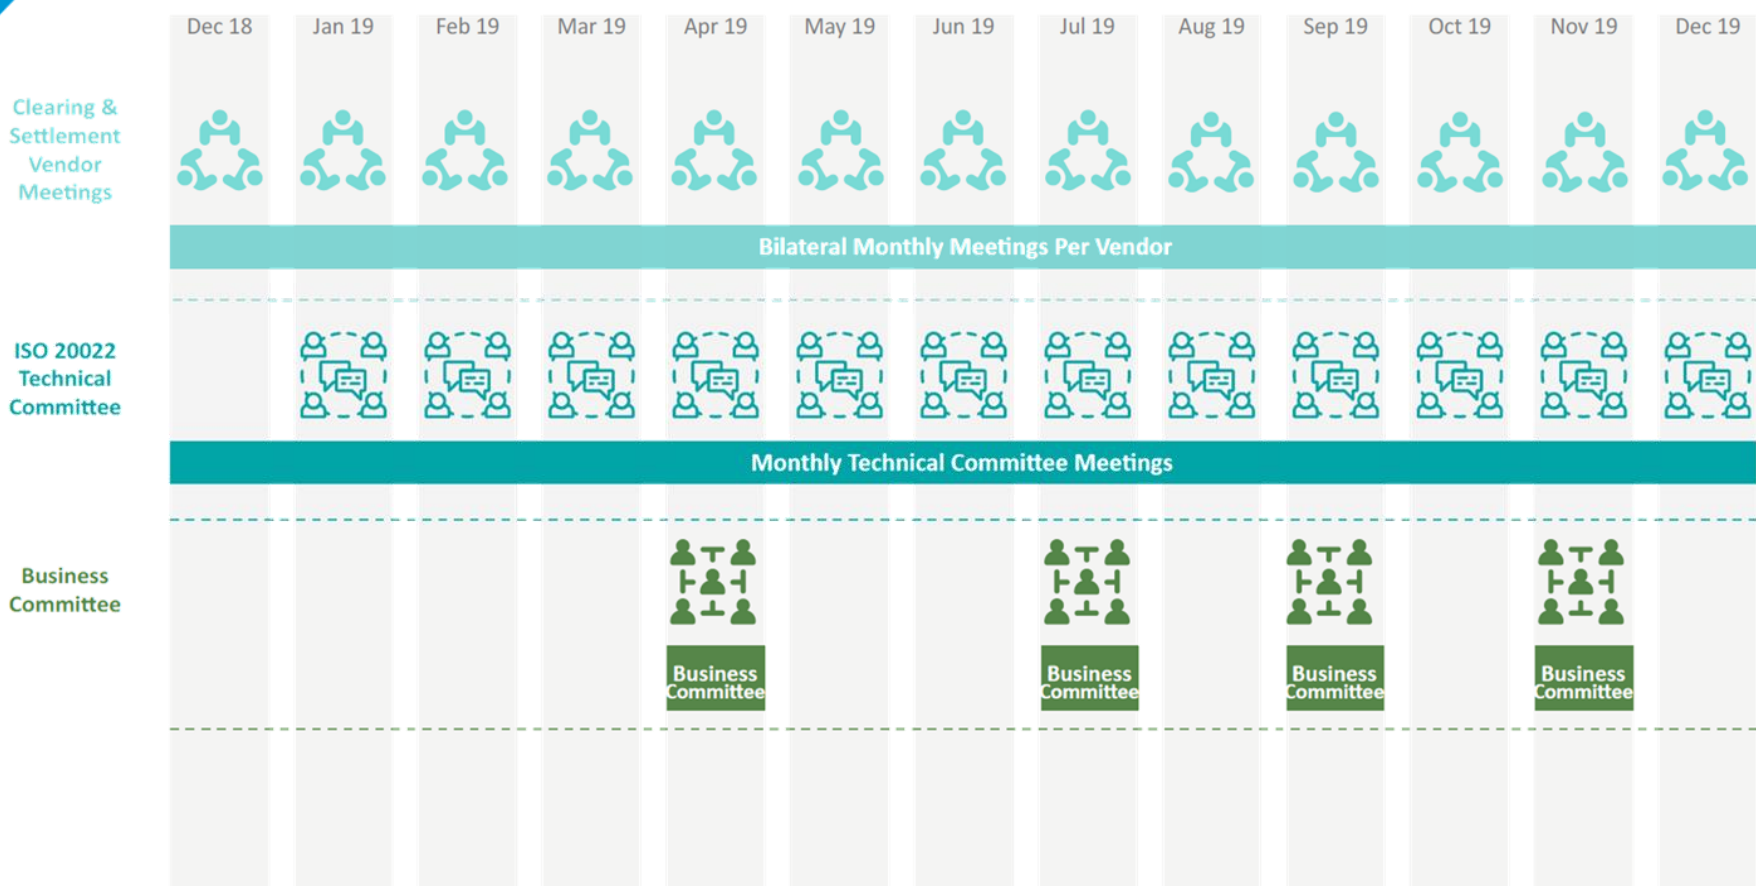 Dec 18 Jan 19 Feb 19 Mar 19 Apr 19 May 19 Jun 19 Jul 19 Aug 19 Sep 19 Oct 19 Nov 19 Dec 19
Clearing &
Settlement
Vendor
Meetings
Bilateral Monthly Meetings Per Vendor
ISO 20022
Technical
Committee
Monthly Technical Committee Meetings
Business
Committee
Business
Committee
Business
Committee
Business
Committee
Business
Committee